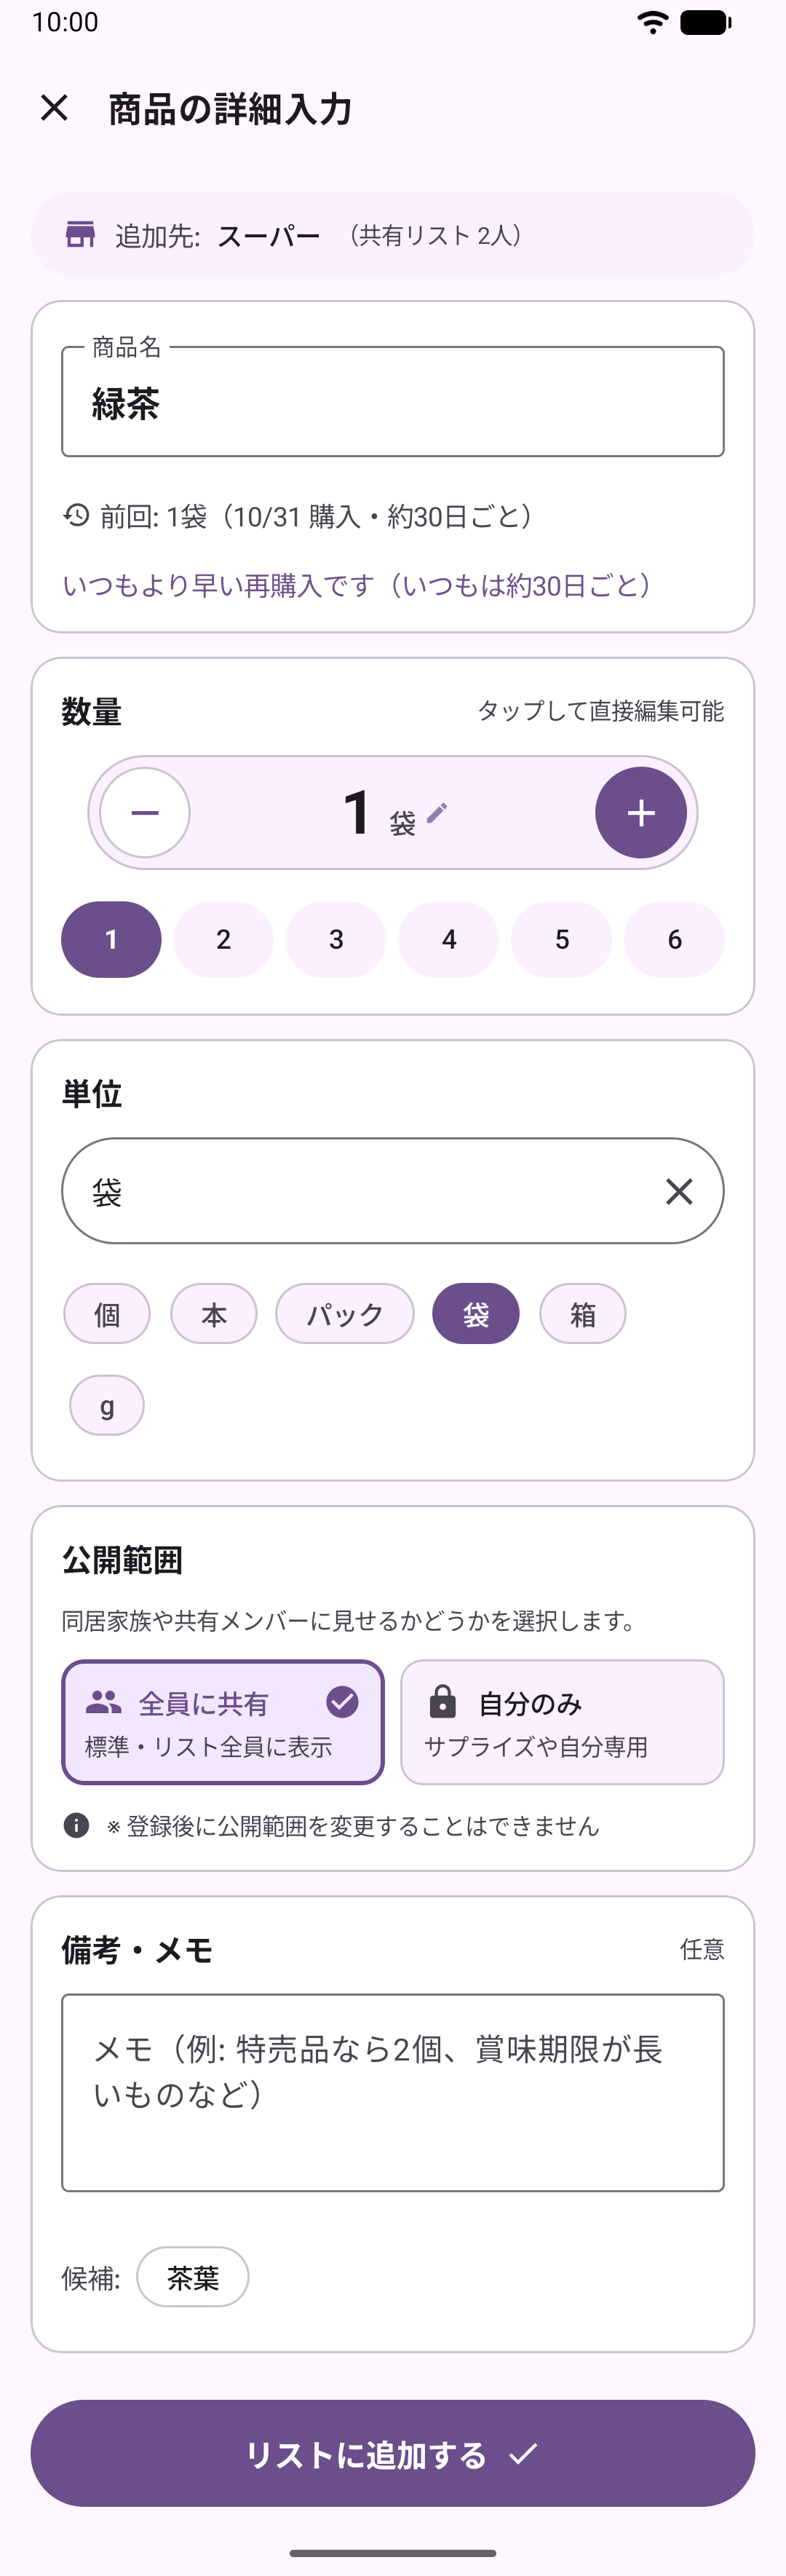 10:00
商品の詳細入力
追加先: スーパー （共有リスト 2人）
商品名
緑茶
前回: 1袋（10/31 購入・約30日ごと）
いつもより早い再購入です（いつもは約30日ごと）
数量
タップして直接編集可能
1 袋
1 2 3 4 5 6
単位
袋
個 本 パック 袋 箱
g
公開範囲
同居家族や共有メンバーに見せるかどうかを選択します。
全員に共有
標準・リスト全員に表示
自分のみ
サプライズや自分専用
※ 登録後に公開範囲を変更することはできません
備考・メモ
任意
メモ（例: 特売品なら2個、賞味期限が長
いものなど）
候補: 茶葉
リストに追加する